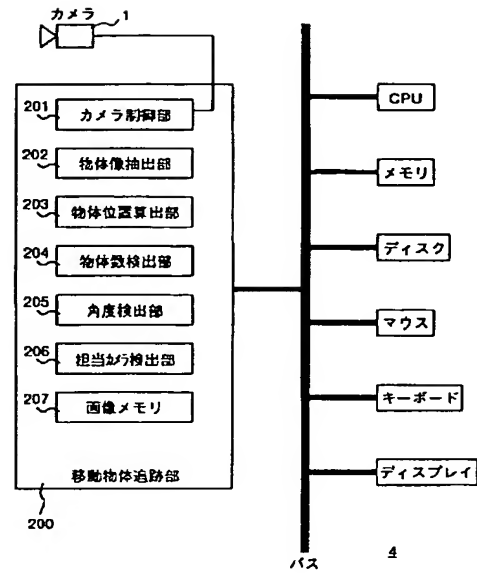 カメラ
1
201
カメラ制御部
202
物体像抽出部
203
物体位置算出部
204
物体数検出部
205
角度検出部
206
担当カメラ検出部
207
画像メモリ
移動物体追跡部
200
CPU
メモリ
ディスク
マウス
キーボード
ディスプレイ
バス
4